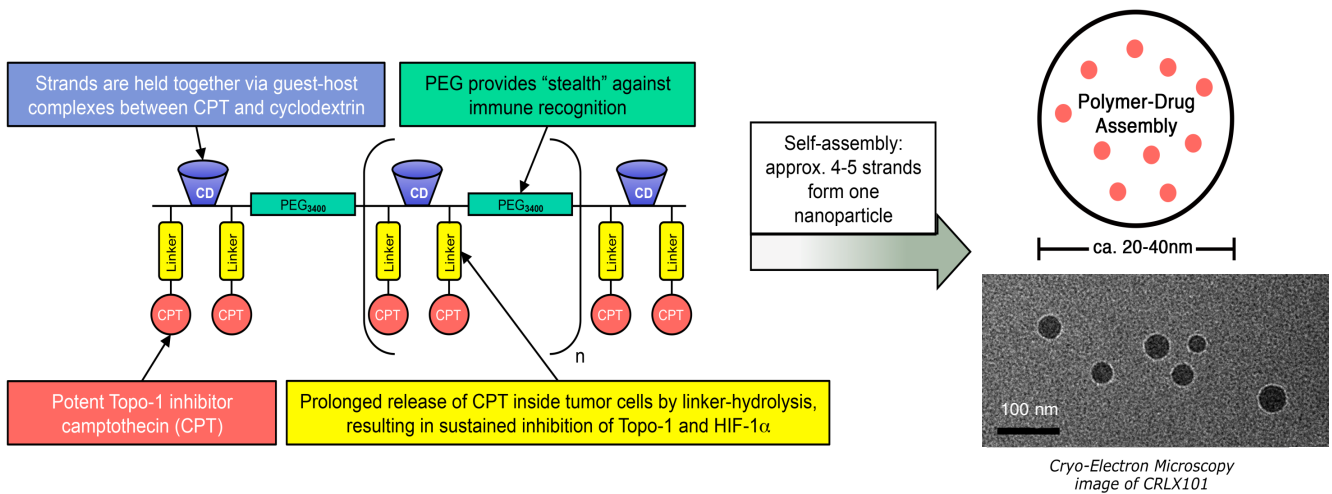 Strands are held together via guest-host
complexes between CPT and cyclodextrin
PEG provides “stealth” against
immune recognition
CD
CD
CD
PEG3400
PEG3400
Linker
Linker
Linker
Linker
Linker
Linker
CPT
CPT
CPT
CPT
CPT
CPT
n
Potent Topo-1 inhibitor
camptothecin (CPT)
Prolonged release of CPT inside tumor cells by linker-hydrolysis,
resulting in sustained inhibition of Topo-1 and HIF-1α
Self-assembly:
approx. 4-5 strands
form one
nanoparticle
Polymer-Drug
Assembly
ca. 20-40nm
100 nm
Cryo-Electron Microscopy
image of CRLX101